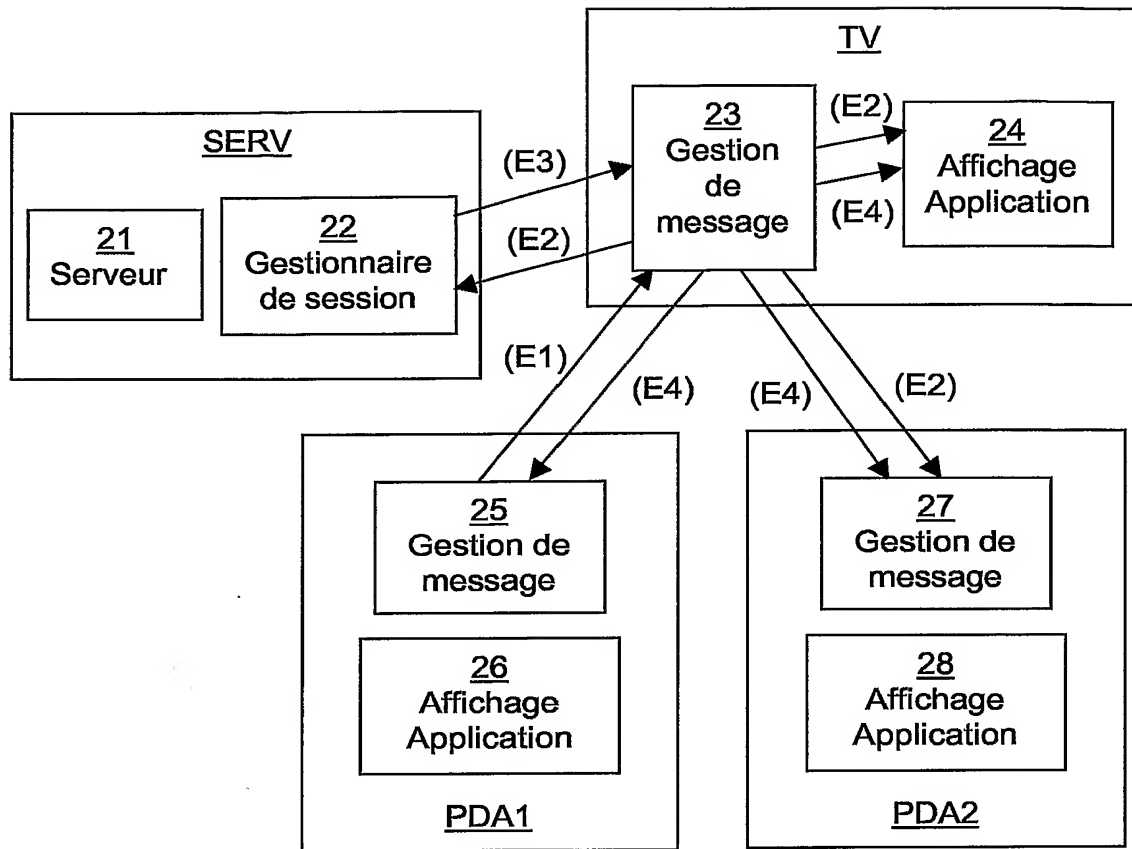 TV
SERV
23
Gestion
de
message
(E2)
(E4)
24
Affichage
Application
(E3)
(E2)
21
Serveur
22
Gestionnaire
de session
(E1)
(E4)
(E4)
(E2)
25
Gestion de
message
26
Affichage
Application
PDA1
27
Gestion de
message
28
Affichage
Application
PDA2